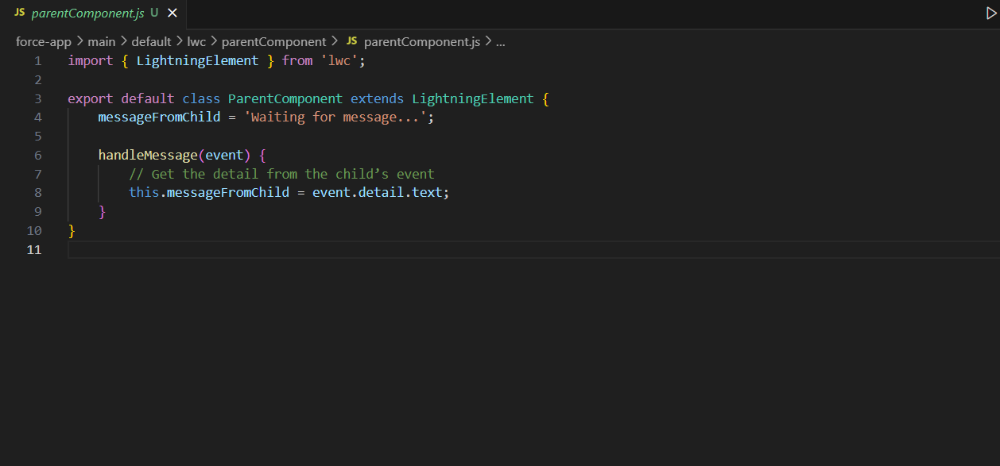 JS parentComponent.js U ×
force-app > main > default > lwc > parentComponent > JS parentComponent.js > ...
1 import { LightningElement } from 'lwc';
2
3 export default class ParentComponent extends LightningElement {
4     messageFromChild = 'Waiting for message...';
5
6     handleMessage(event) {
7         // Get the detail from the child’s event
8         this.messageFromChild = event.detail.text;
9     }
10 }
11